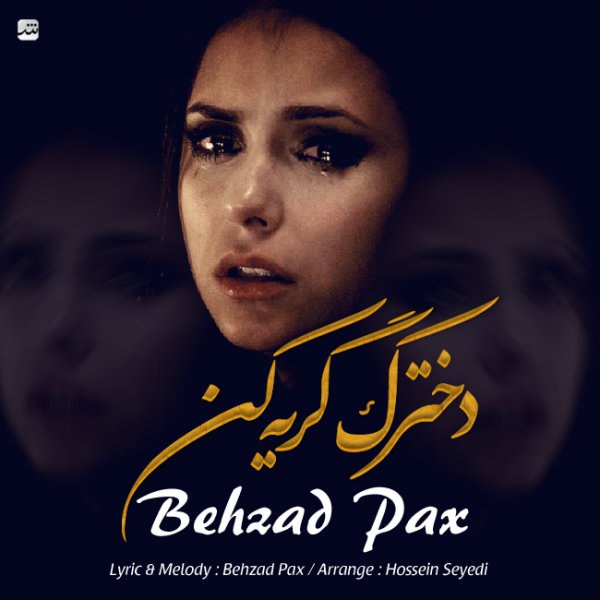 دخترک گریه کن
Behzad Pax
Lyric & Melody : Behzad Pax / Arrange : Hossein Seyedi